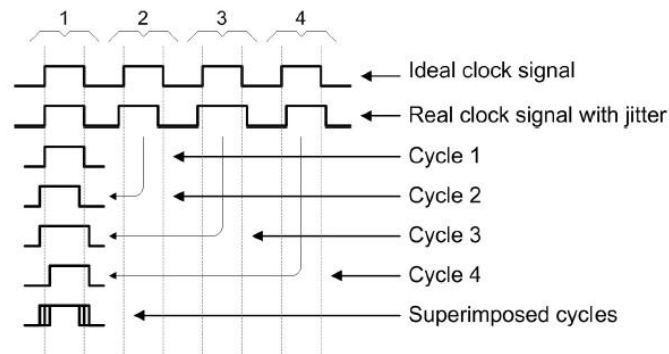 1 2 3 4
Ideal clock signal
Real clock signal with jitter
Cycle 1
Cycle 2
Cycle 3
Cycle 4
Superimposed cycles